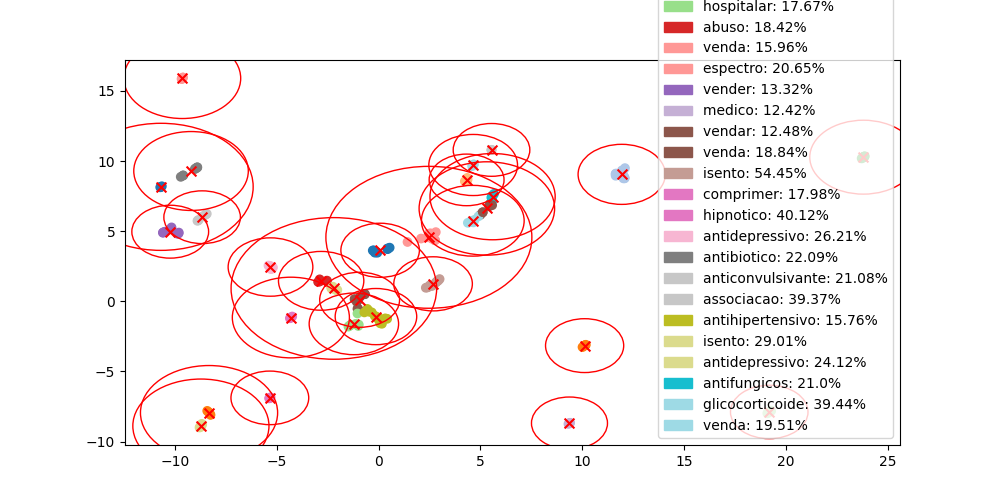 hospitalar: 17.67%
abuso: 18.42%
venda: 15.96%
espectro: 20.65%
vender: 13.32%
medico: 12.42%
vendar: 12.48%
venda: 18.84%
isento: 54.45%
comprimer: 17.98%
hipnotico: 40.12%
antidepressivo: 26.21%
antibiotico: 22.09%
anticonvulsivante: 21.08%
associacao: 39.37%
antihipertensivo: 15.76%
isento: 29.01%
antidepressivo: 24.12%
antifungicos: 21.0%
glicocorticoide: 39.44%
venda: 19.51%
15
10
5
0
−5
−10
−10 −5 0 5 10 15 20 25